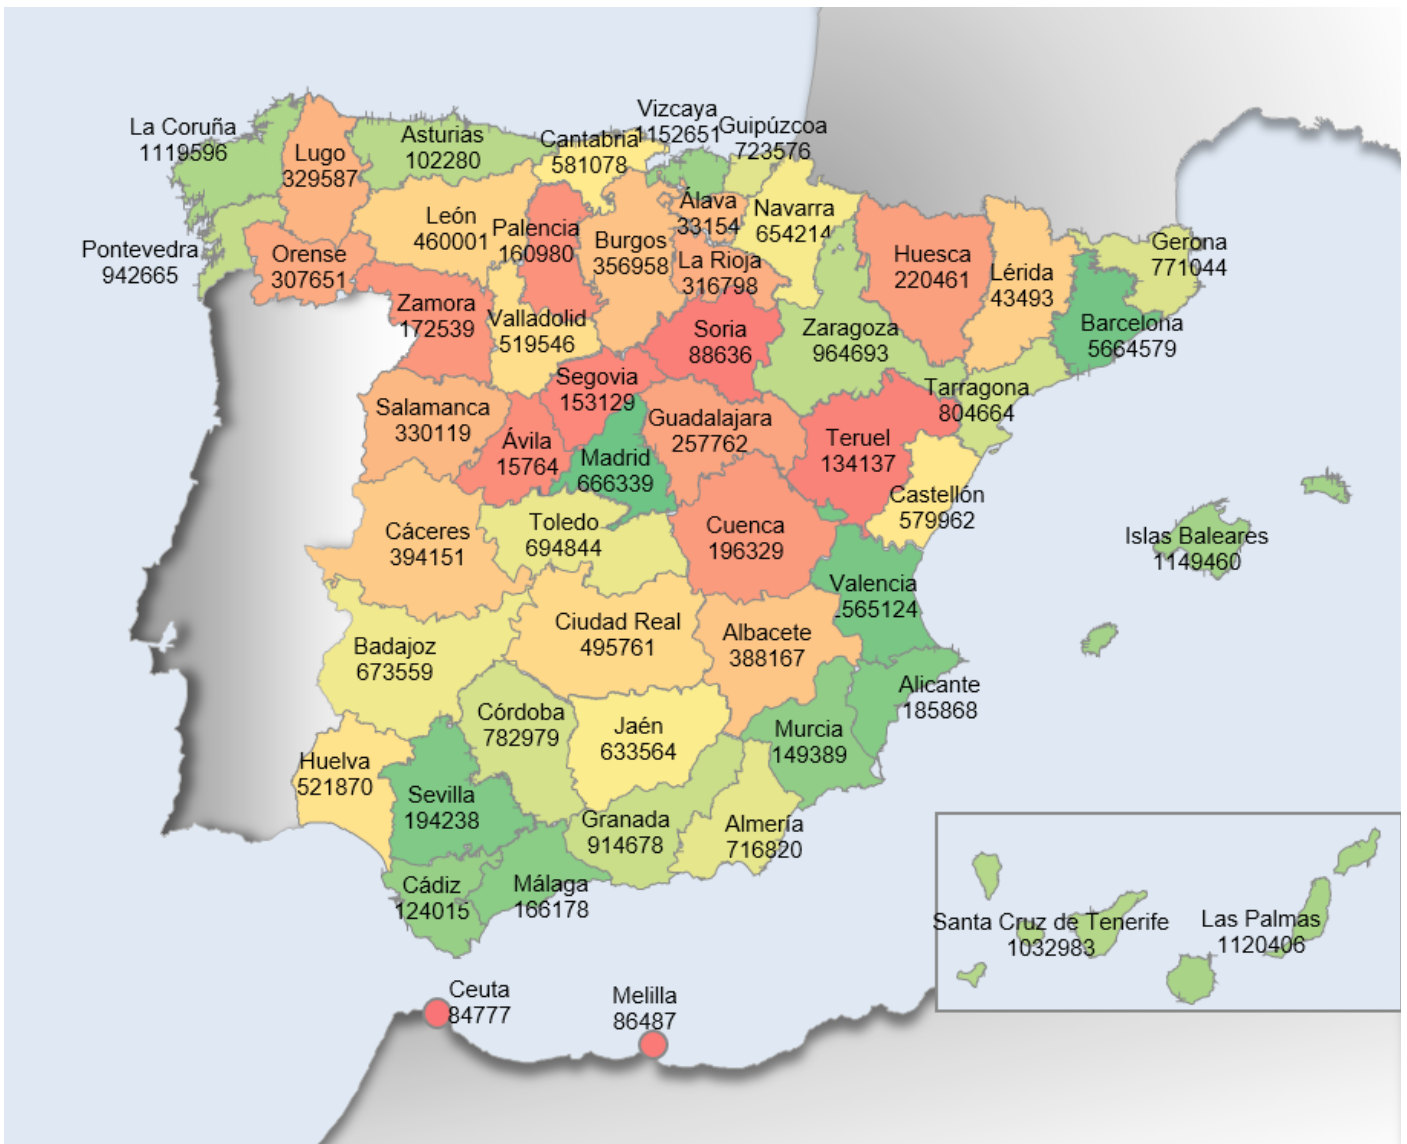 Vizcaya
1152651
Guipúzcoa
723576
La Coruña
1119596
Lugo
329587
Asturias
102280
Cantabria
581078
Álava
33154
Navarra
654214
León
460001
Palencia
160980
Burgos
356958
La Rioja
316798
Huesca
220461
Lérida
43493
Gerona
771044
Pontevedra
942665
Orense
307651
Zamora
172539
Valladolid
519546
Soria
88636
Zaragoza
964693
Barcelona
5664579
Segovia
153129
Tarragona
804664
Salamanca
330119
Ávila
15764
Madrid
666339
Guadalajara
257762
Teruel
134137
Castellón
579962
Cáceres
394151
Toledo
694844
Cuenca
196329
Islas Baleares
1149460
Valencia
2565124
Badajoz
673559
Ciudad Real
495761
Albacete
388167
Alicante
185868
Córdoba
782979
Jaén
633564
Murcia
149389
Huelva
521870
Sevilla
194238
Granada
914678
Almería
716820
Cádiz
124015
Málaga
166178
Santa Cruz de Tenerife
1032983
Las Palmas
1120406
Ceuta
84777
Melilla
86487